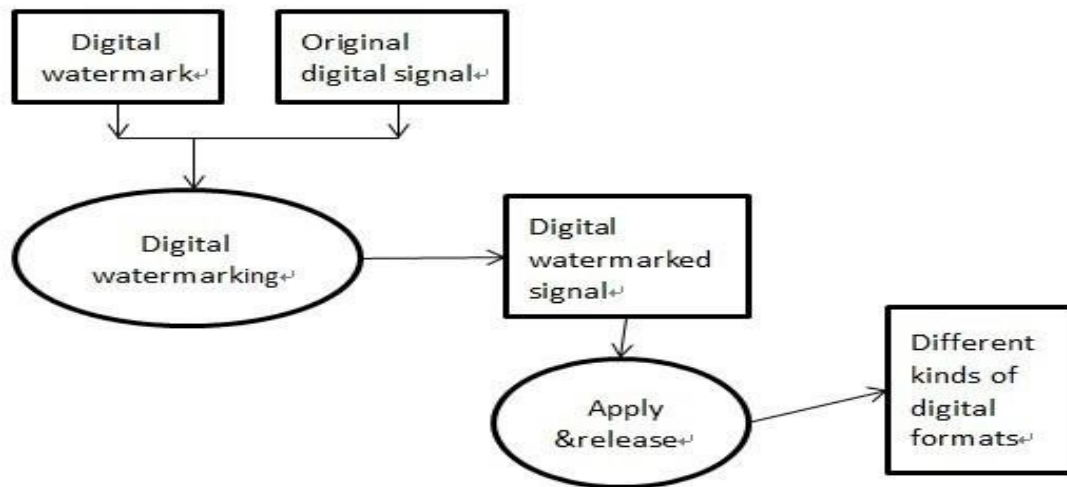 Digital
watermark↵
Original
digital signal↵
Digital
watermarking↵
Digital
watermarked
signal↵
Apply
&release↵
Different
kinds of
digital
formats↵